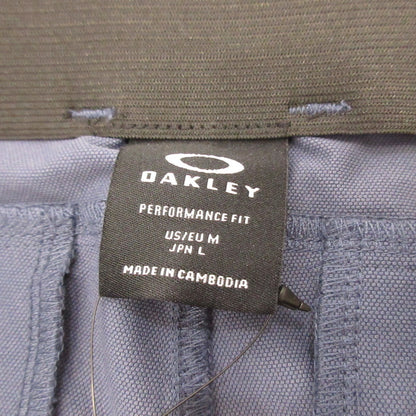 OAKLEY
PERFORMANCE FIT
US/EU M
JPN L
MADE IN CAMBODIA